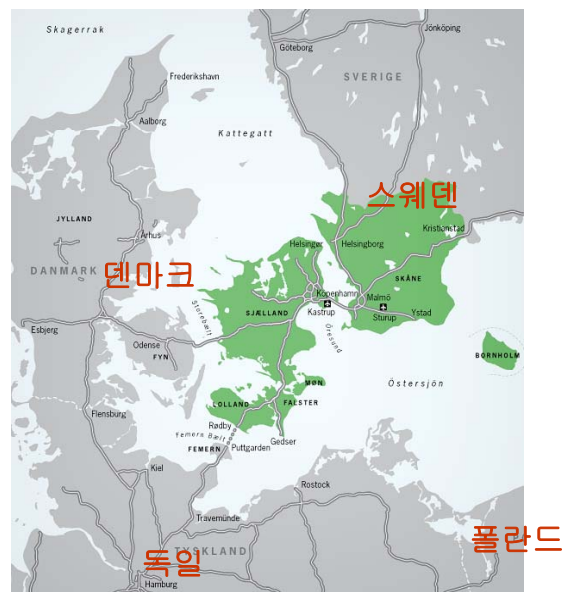 Skagerrak
Jönköping
Göteborg
SVERIGE
Frederikshavn
Aalborg
Kattegatt
스웨덴
JYLLAND
Århus
Kristianstad
Helsingør
Helsingborg
DANMARK
덴마크
SKÅNE
Köpenhamn
Malmö
Storebælt
SJÆLLAND
Kastrup
Sturup
Ystad
Esbjerg
Öresund
Odense
FYN
BORNHOLM
MØN
Östersjön
LOLLAND
FALSTER
Flensburg
Rødby
Femern Bælt
Gedser
FEMERN
Puttgarden
Kiel
Rostock
Travemünde
폴란드
TYSKLAND
독일
Hamburg